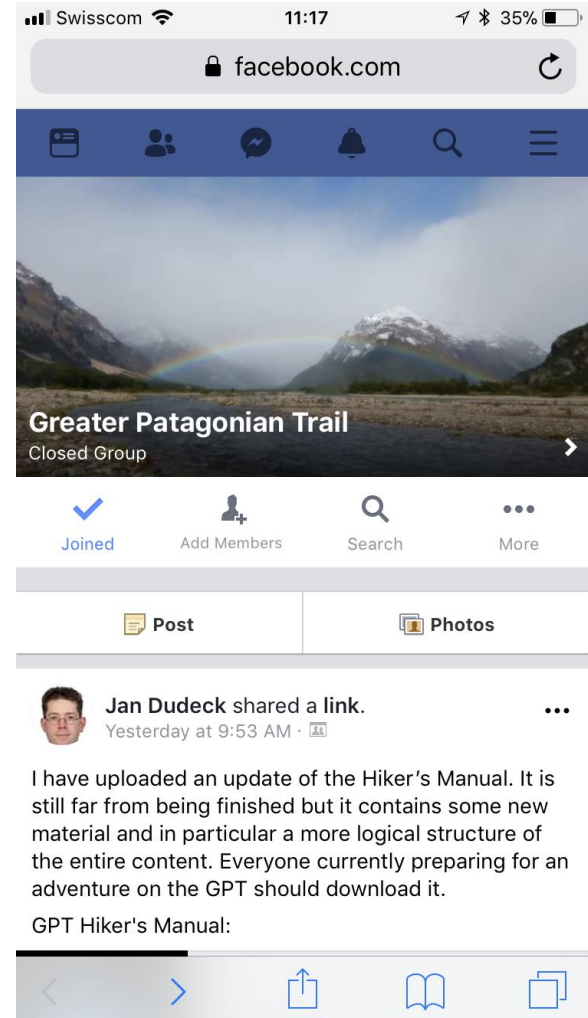 Swisscom 11:17 35%
facebook.com
Greater Patagonian Trail
Closed Group
Joined Add Members Search More
Post Photos
Jan Dudeck shared a link.
Yesterday at 9:53 AM ·
I have uploaded an update of the Hiker’s Manual. It is
still far from being finished but it contains some new
material and in particular a more logical structure of
the entire content. Everyone currently preparing for an
adventure on the GPT should download it.
GPT Hiker's Manual: